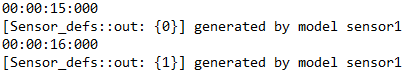 00:00:15:000
[Sensor_defs::out: {0}] generated by model sensor1
00:00:16:000
[Sensor_defs::out: {1}] generated by model sensor1